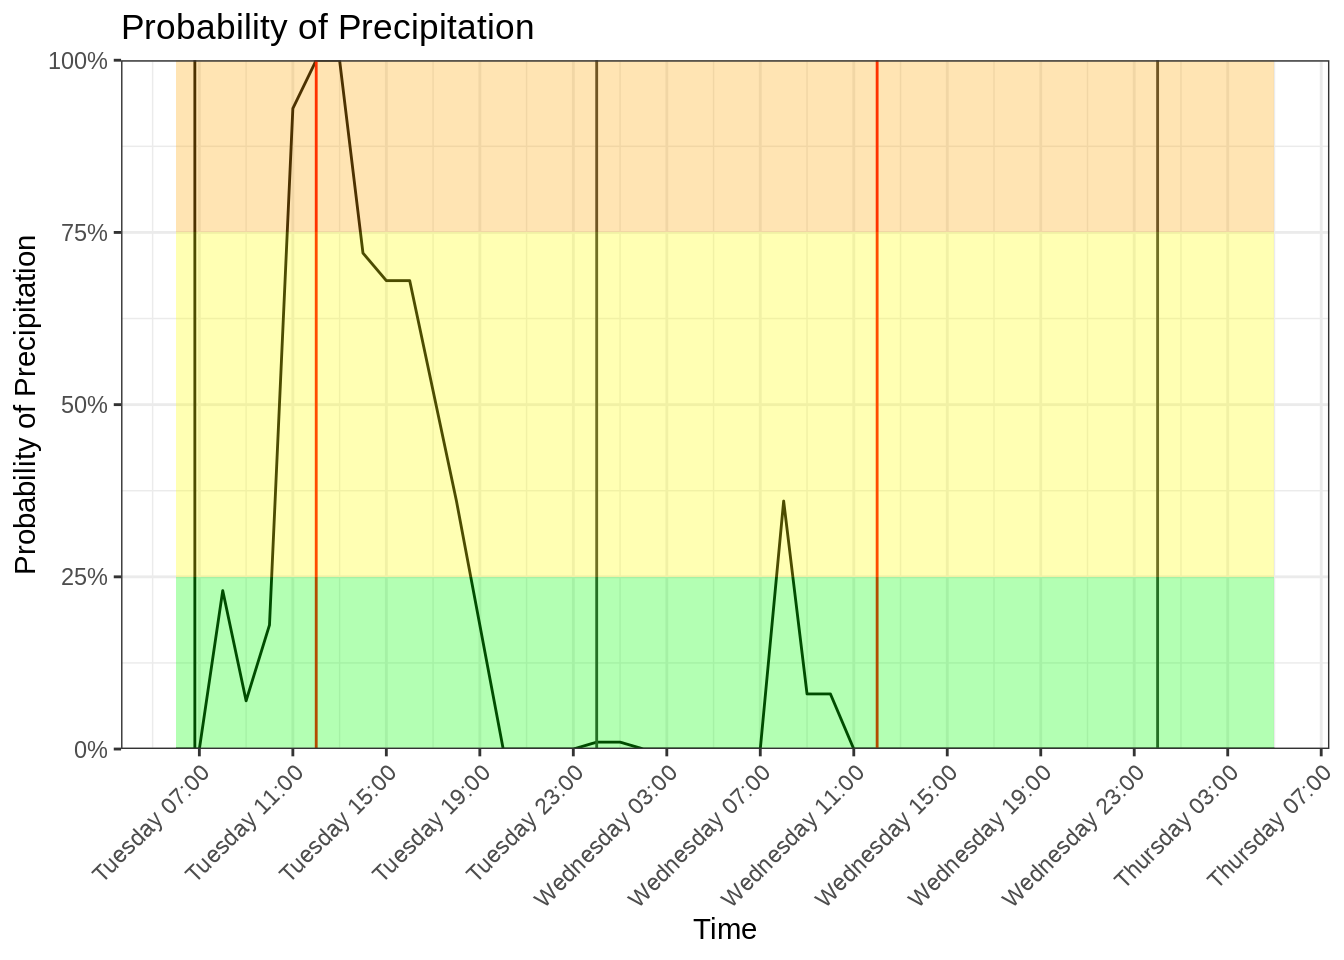 Probability of Precipitation
Probability of Precipitation
100%
75%
50%
25%
0%
Tuesday 07:00
Tuesday 11:00
Tuesday 15:00
Tuesday 19:00
Tuesday 23:00
Wednesday 03:00
Wednesday 07:00
Wednesday 11:00
Wednesday 15:00
Wednesday 19:00
Wednesday 23:00
Thursday 03:00
Thursday 07:00
Time